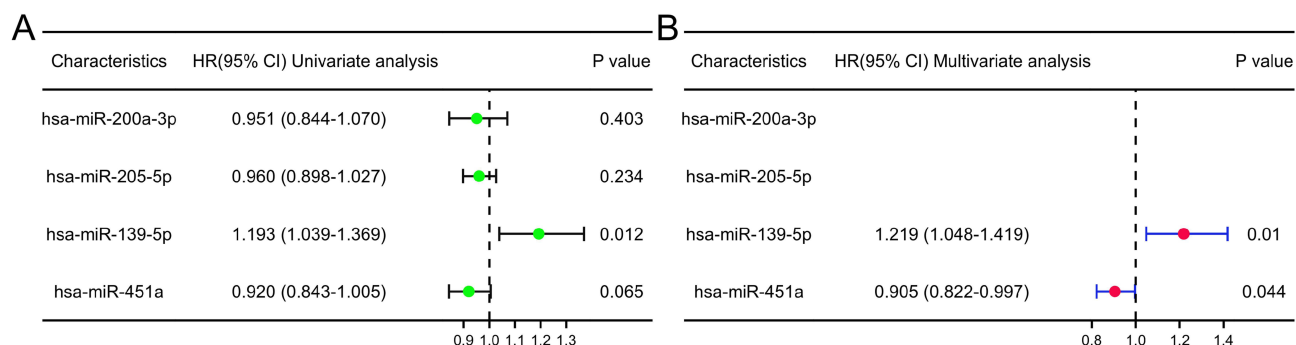 A
Characteristics HR(95% CI) Univariate analysis P value
hsa-miR-200a-3p 0.951 (0.844-1.070) 0.403
hsa-miR-205-5p 0.960 (0.898-1.027) 0.234
hsa-miR-139-5p 1.193 (1.039-1.369) 0.012
hsa-miR-451a 0.920 (0.843-1.005) 0.065
0.9 1.0 1.1 1.2 1.3
B
Characteristics HR(95% CI) Multivariate analysis P value
hsa-miR-200a-3p
hsa-miR-205-5p
hsa-miR-139-5p 1.219 (1.048-1.419) 0.01
hsa-miR-451a 0.905 (0.822-0.997) 0.044
0.8 1.0 1.2 1.4